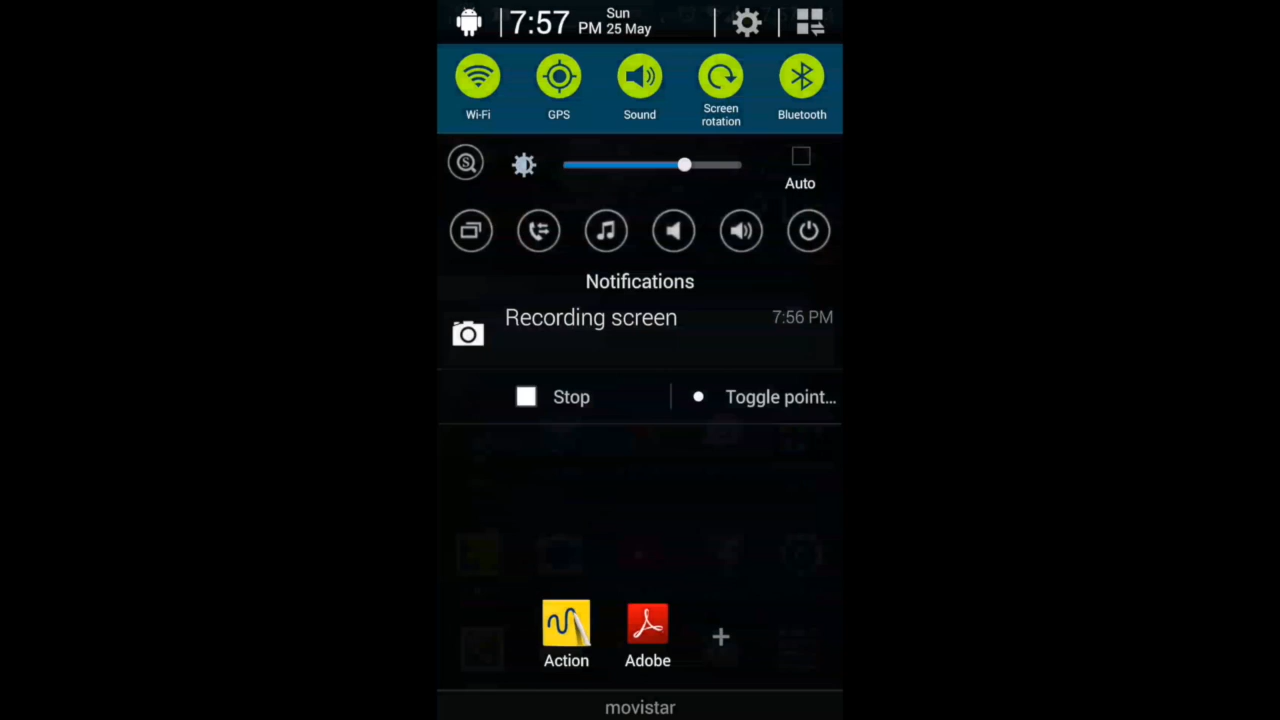 7:57 PM Sun 25 May
Wi-Fi GPS Sound Screen rotation Bluetooth
Auto
Notifications
Recording screen 7:56 PM
Stop Toggle point...
Action Adobe
movistar